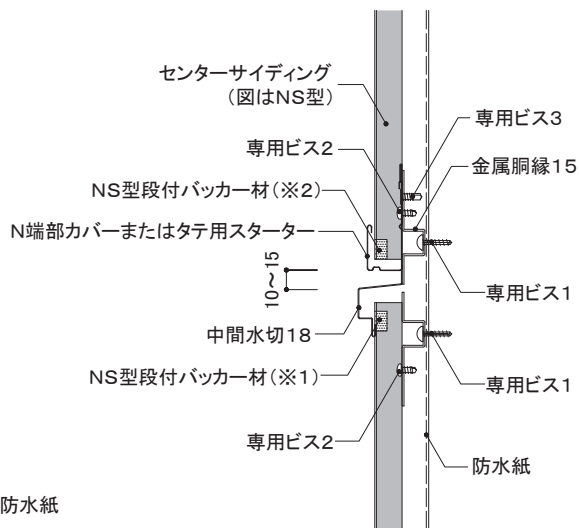 センターサイディング
(図はNS型)
専用ビス2
NS型段付バッカー材(※2)
N端部カバーまたはタテ用スターター
10~15
中間水切18
NS型段付バッカー材(※1)
専用ビス2
専用ビス3
金属胴縁15
専用ビス1
専用ビス1
防水紙
防水紙